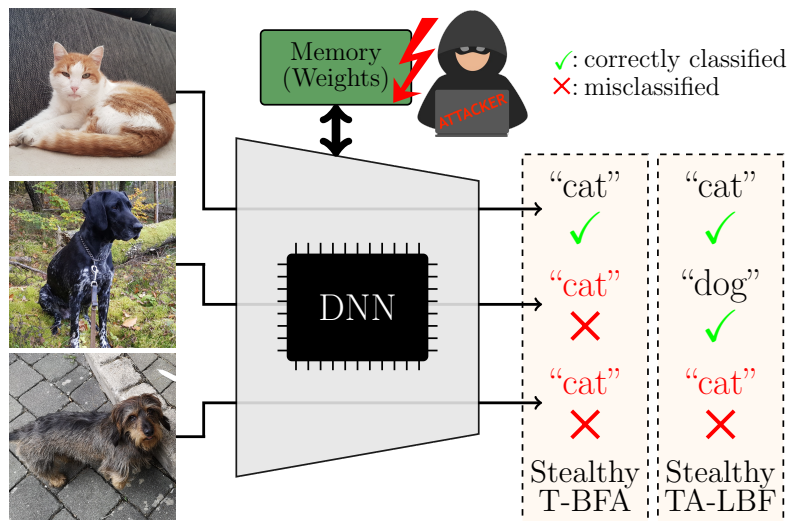 Memory
(Weights)
ATTACKER
✓: correctly classified
✕: misclassified
DNN
“cat” “cat”
✓ ✓
“cat” “dog”
✕ ✓
“cat” “cat”
✕ ✕
Stealthy Stealthy
T-BFA TA-LBF